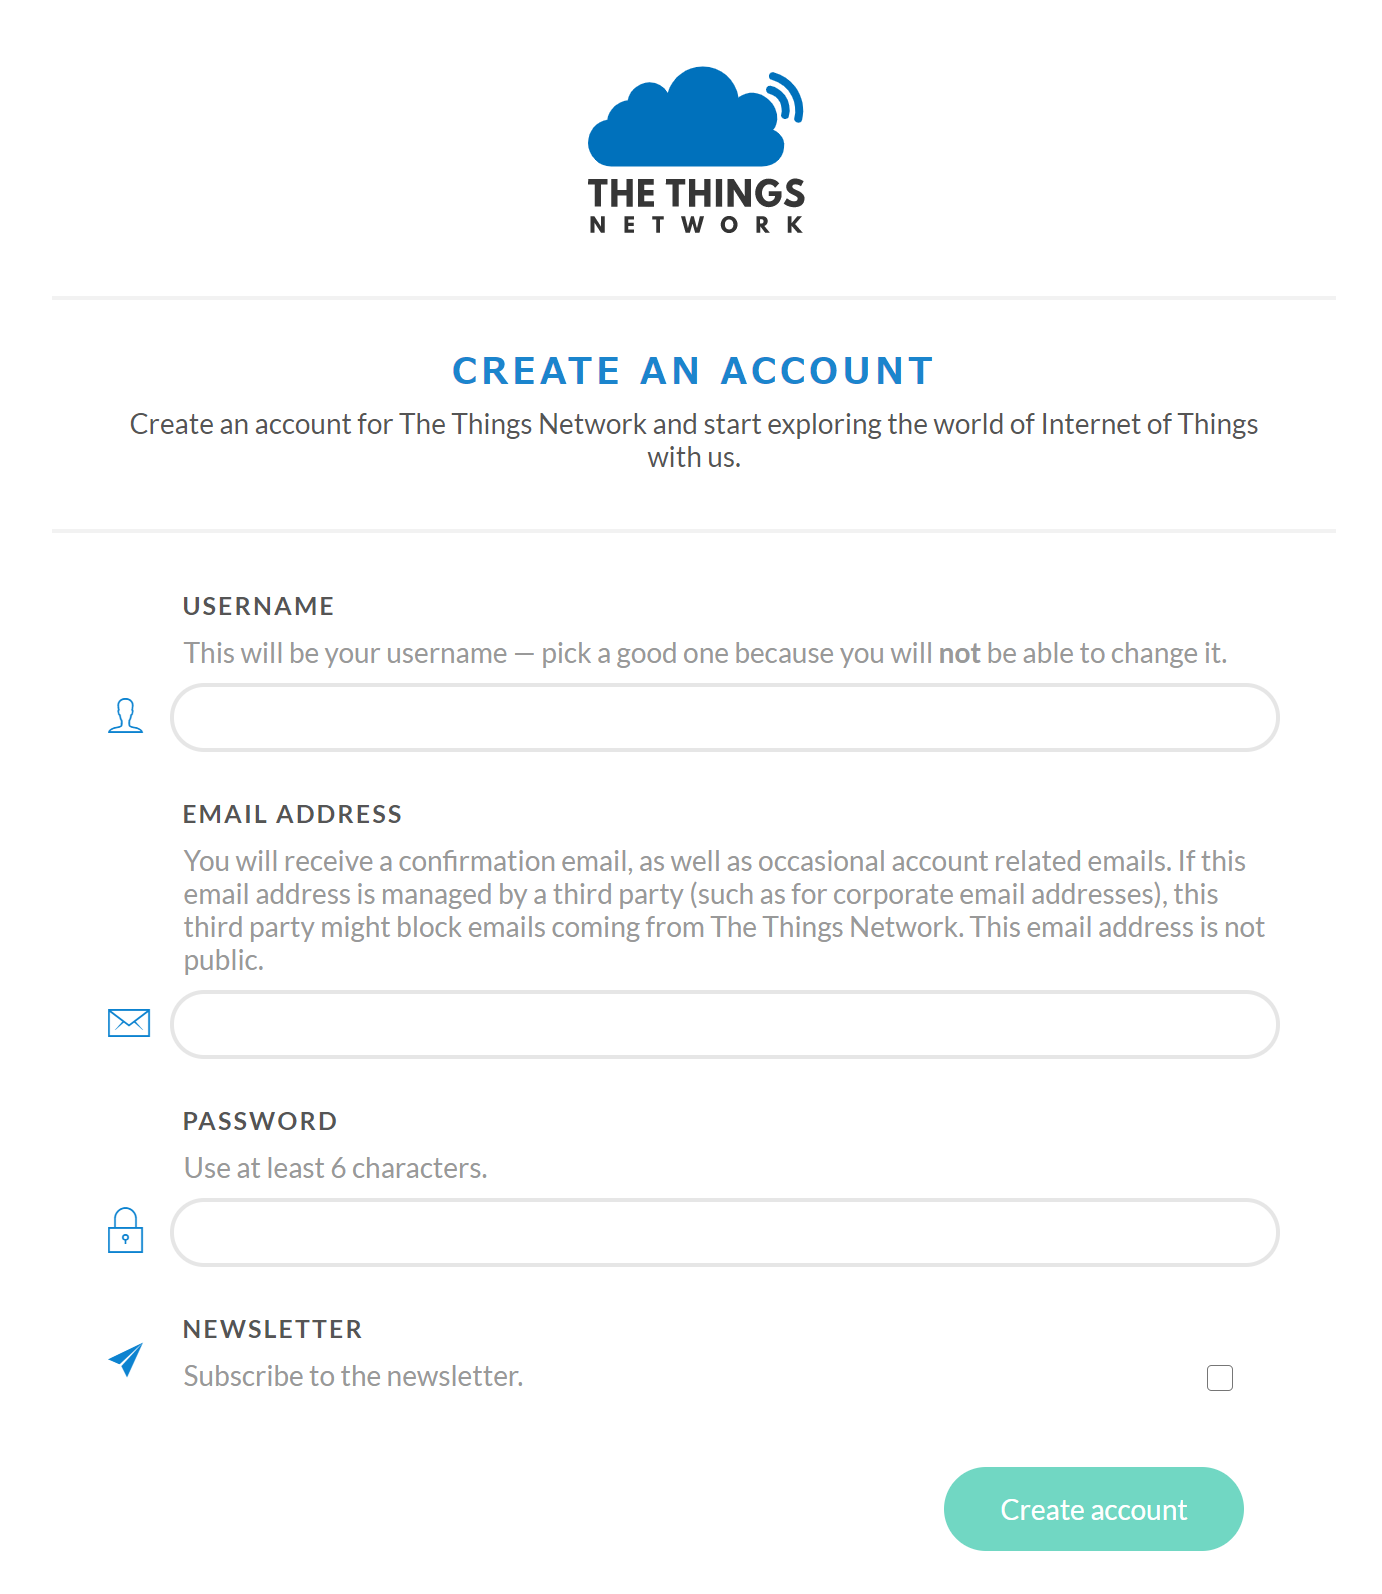 THE THINGS
NETWORK
CREATE AN ACCOUNT
Create an account for The Things Network and start exploring the world of Internet of Things
with us.
USERNAME
This will be your username — pick a good one because you will not be able to change it.
EMAIL ADDRESS
You will receive a confirmation email, as well as occasional account related emails. If this
email address is managed by a third party (such as for corporate email addresses), this
third party might block emails coming from The Things Network. This email address is not
public.
PASSWORD
Use at least 6 characters.
NEWSLETTER
Subscribe to the newsletter.
Create account